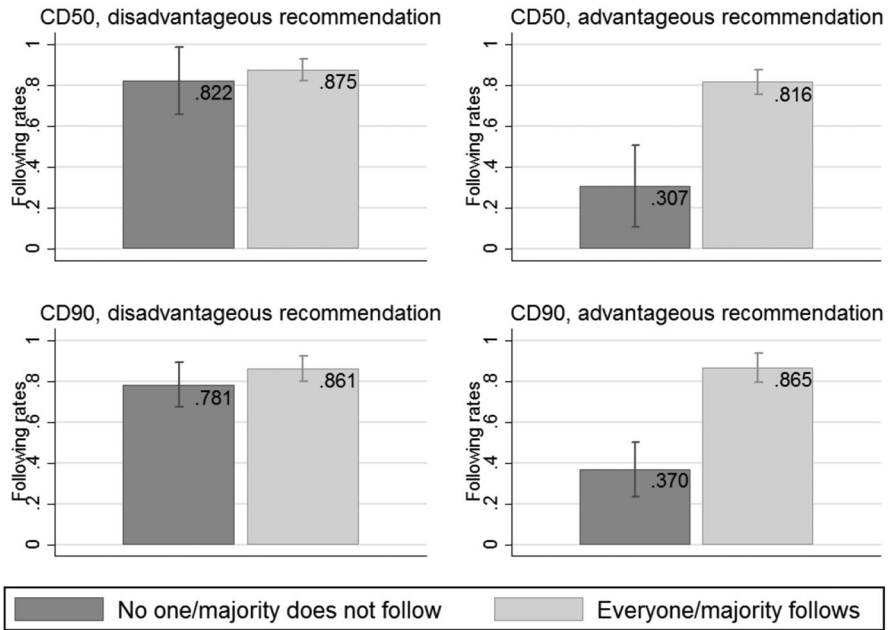 CD50, disadvantageous recommendation
Following rates
0 .2 .4 .6 .8 1
.822
.875
CD50, advantageous recommendation
Following rates
0 .2 .4 .6 .8 1
.307
.816
CD90, disadvantageous recommendation
Following rates
0 .2 .4 .6 .8 1
.781
.861
CD90, advantageous recommendation
Following rates
0 .2 .4 .6 .8 1
.370
.865
No one/majority does not follow
Everyone/majority follows